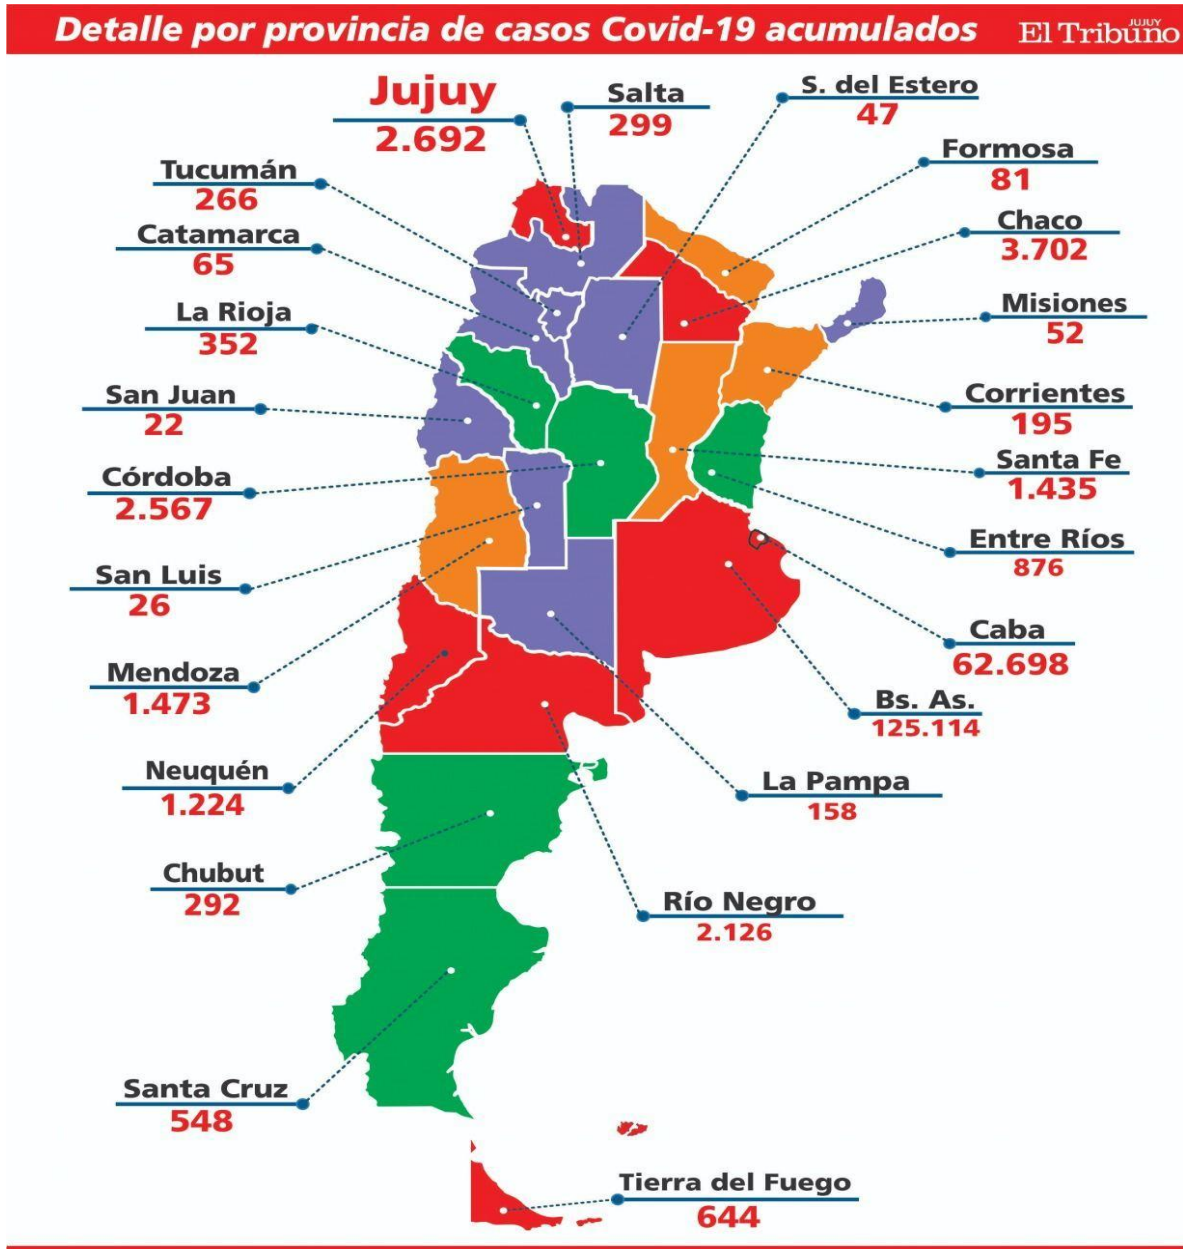 Detalle por provincia de casos Covid-19 acumulados
JUJUY
El Tribuno
Jujuy
2.692
Salta
299
S. del Estero
47
Tucumán
266
Formosa
81
Catamarca
65
Chaco
3.702
La Rioja
352
Misiones
52
San Juan
22
Corrientes
195
Córdoba
2.567
Santa Fe
1.435
San Luis
26
Entre Ríos
876
Mendoza
1.473
Caba
62.698
Bs. As.
125.114
Neuquén
1.224
La Pampa
158
Chubut
292
Río Negro
2.126
Santa Cruz
548
Tierra del Fuego
644